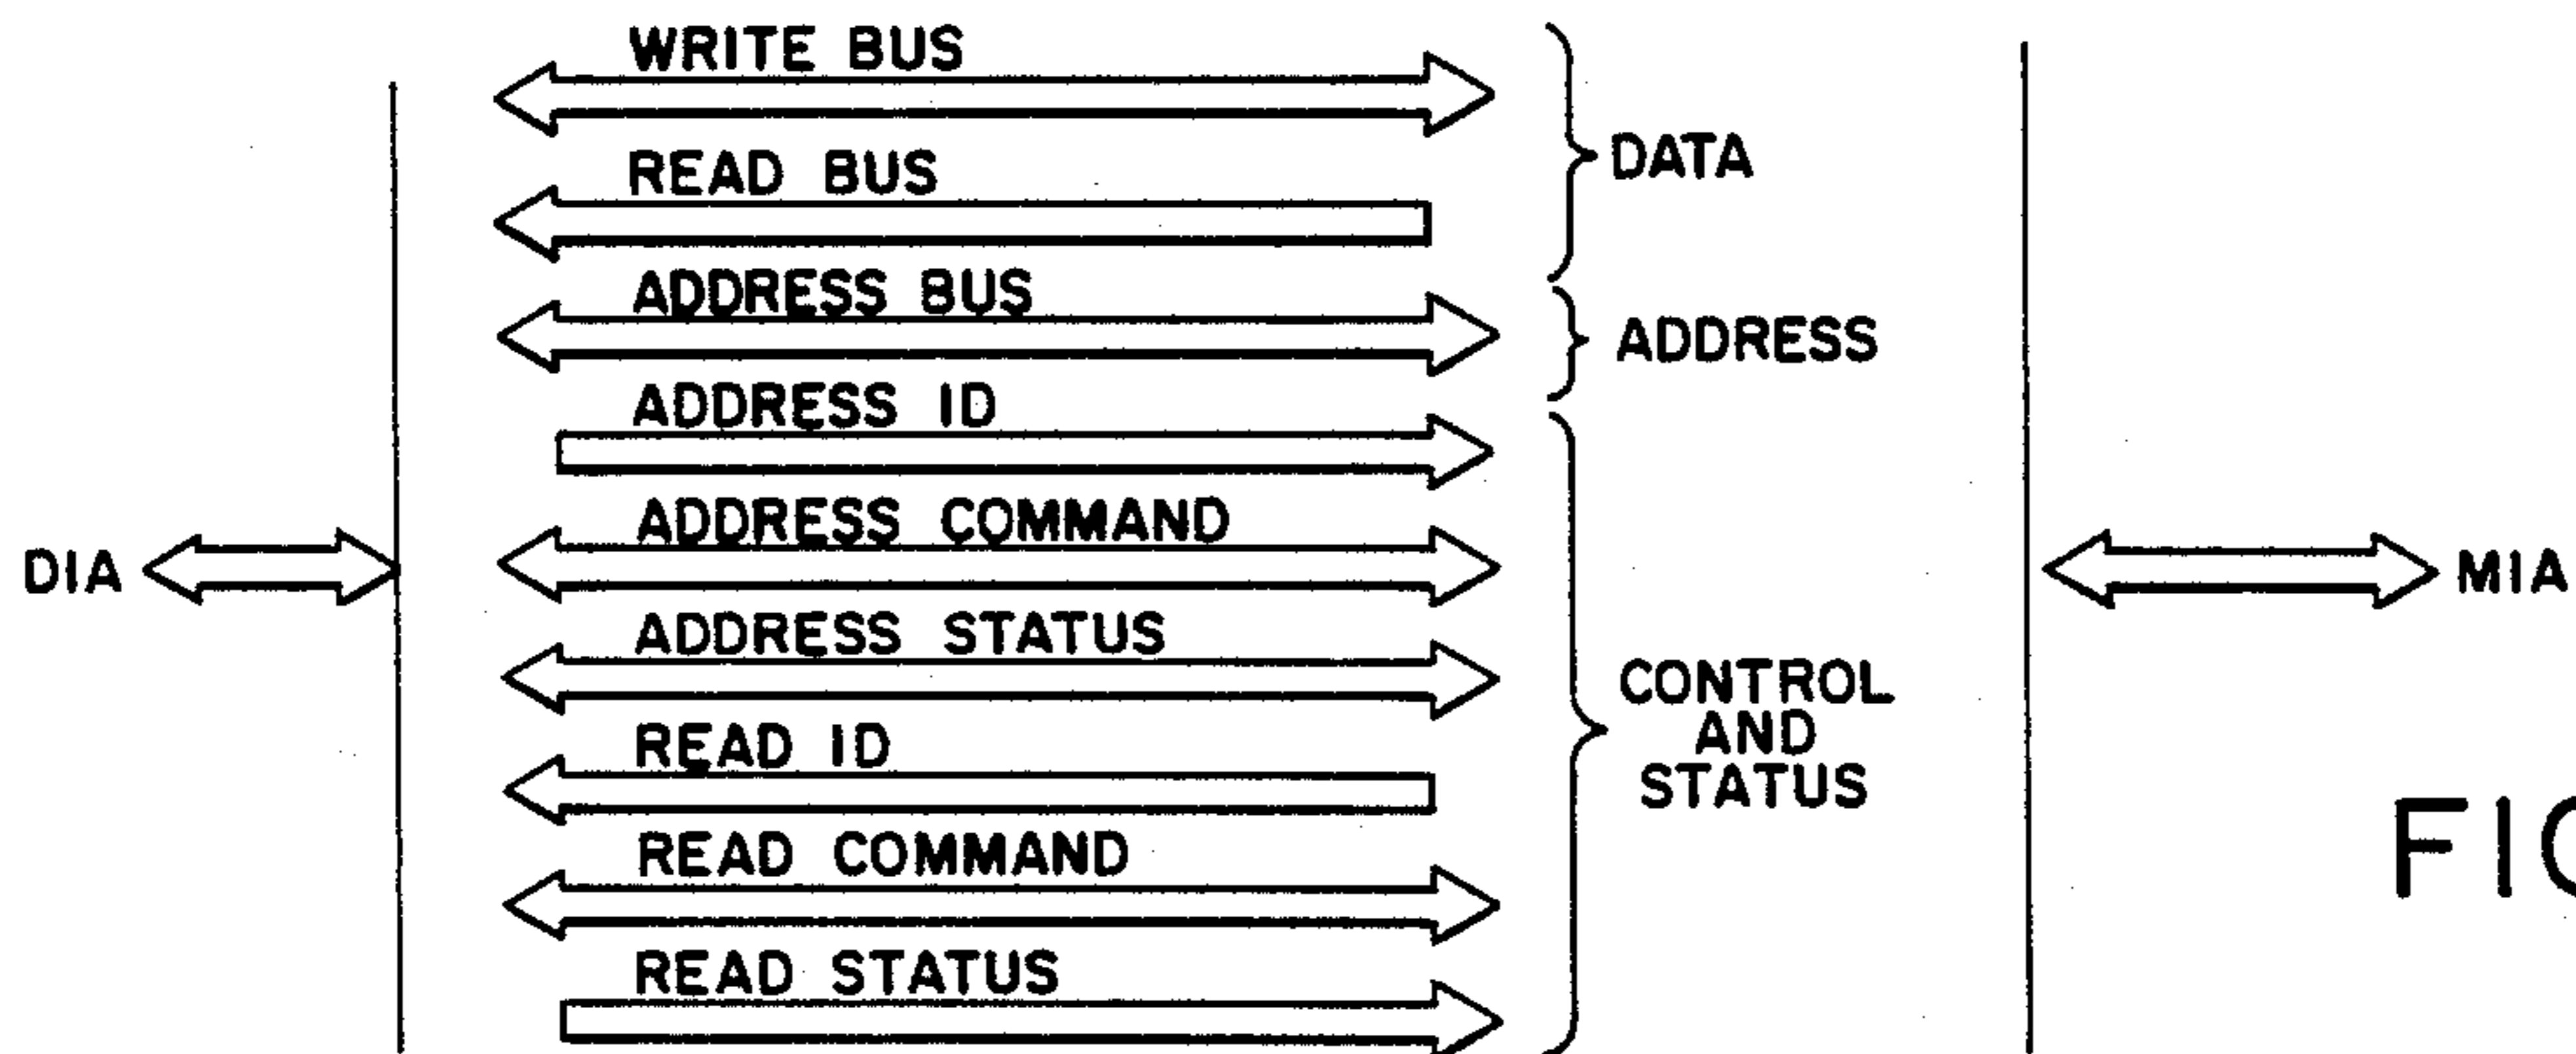 WRITE BUS
READ BUS
DATA
ADDRESS BUS
ADDRESS
ADDRESS ID
ADDRESS COMMAND
DIA
MIA
ADDRESS STATUS
CONTROL
AND
STATUS
READ ID
READ COMMAND
READ STATUS